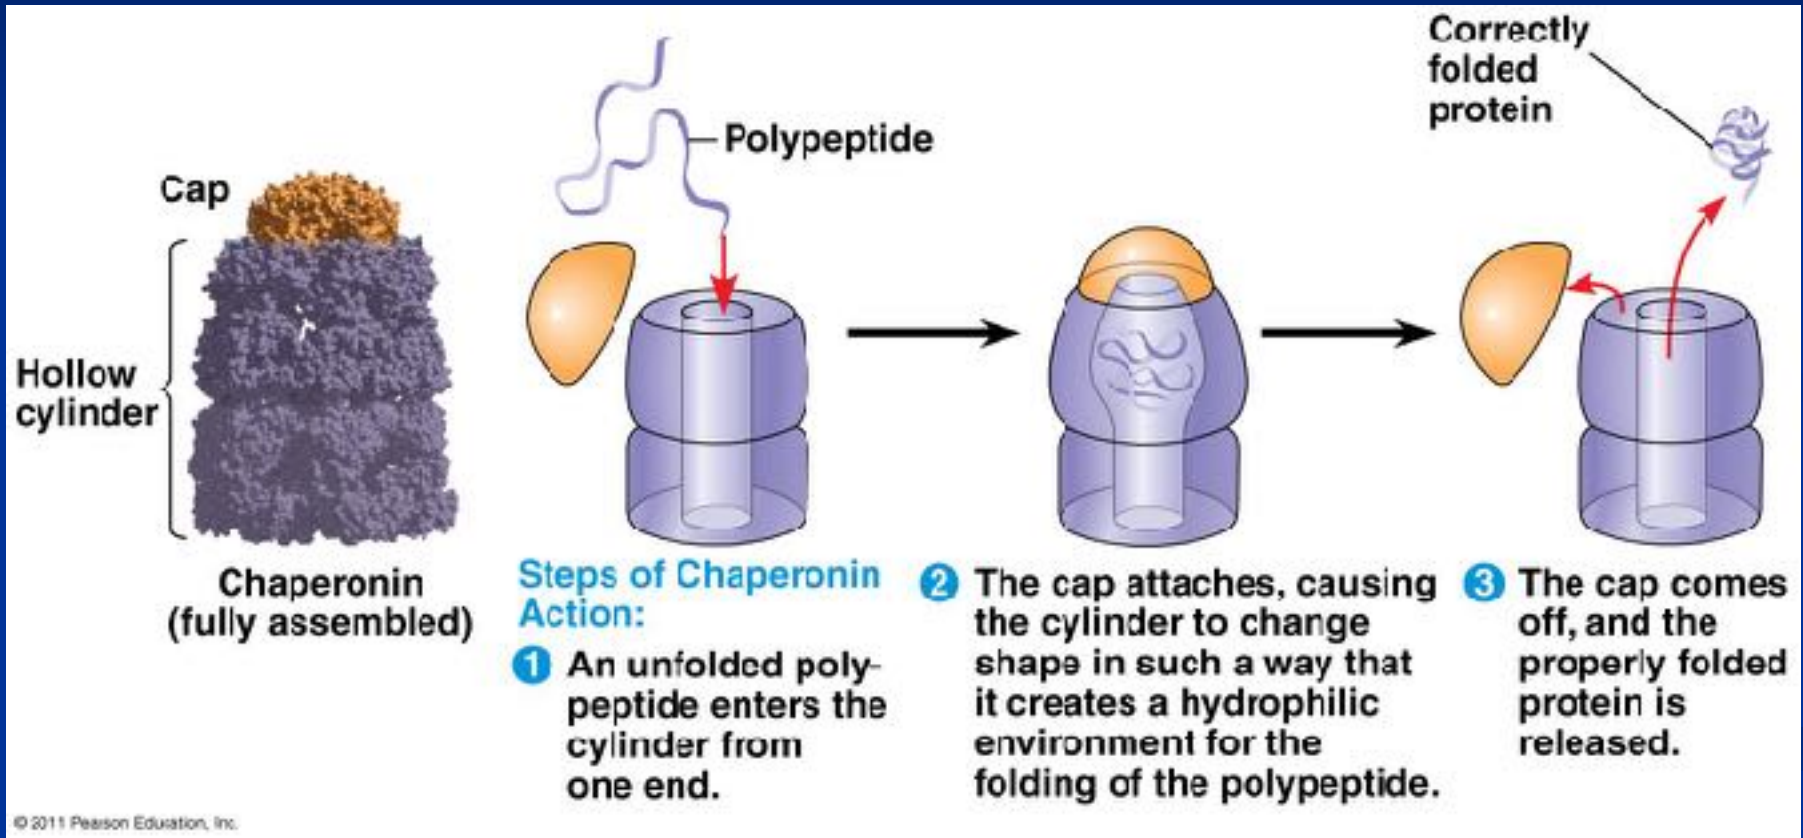 Correctly
folded
protein
Polypeptide
Cap
Hollow
cylinder
Chaperonin
(fully assembled)
Steps of Chaperonin
Action:
1 An unfolded poly-
peptide enters the
cylinder from
one end.
2 The cap attaches, causing
the cylinder to change
shape in such a way that
it creates a hydrophilic
environment for the
folding of the polypeptide.
3 The cap comes
off, and the
properly folded
protein is
released.
© 2011 Pearson Education, Inc.